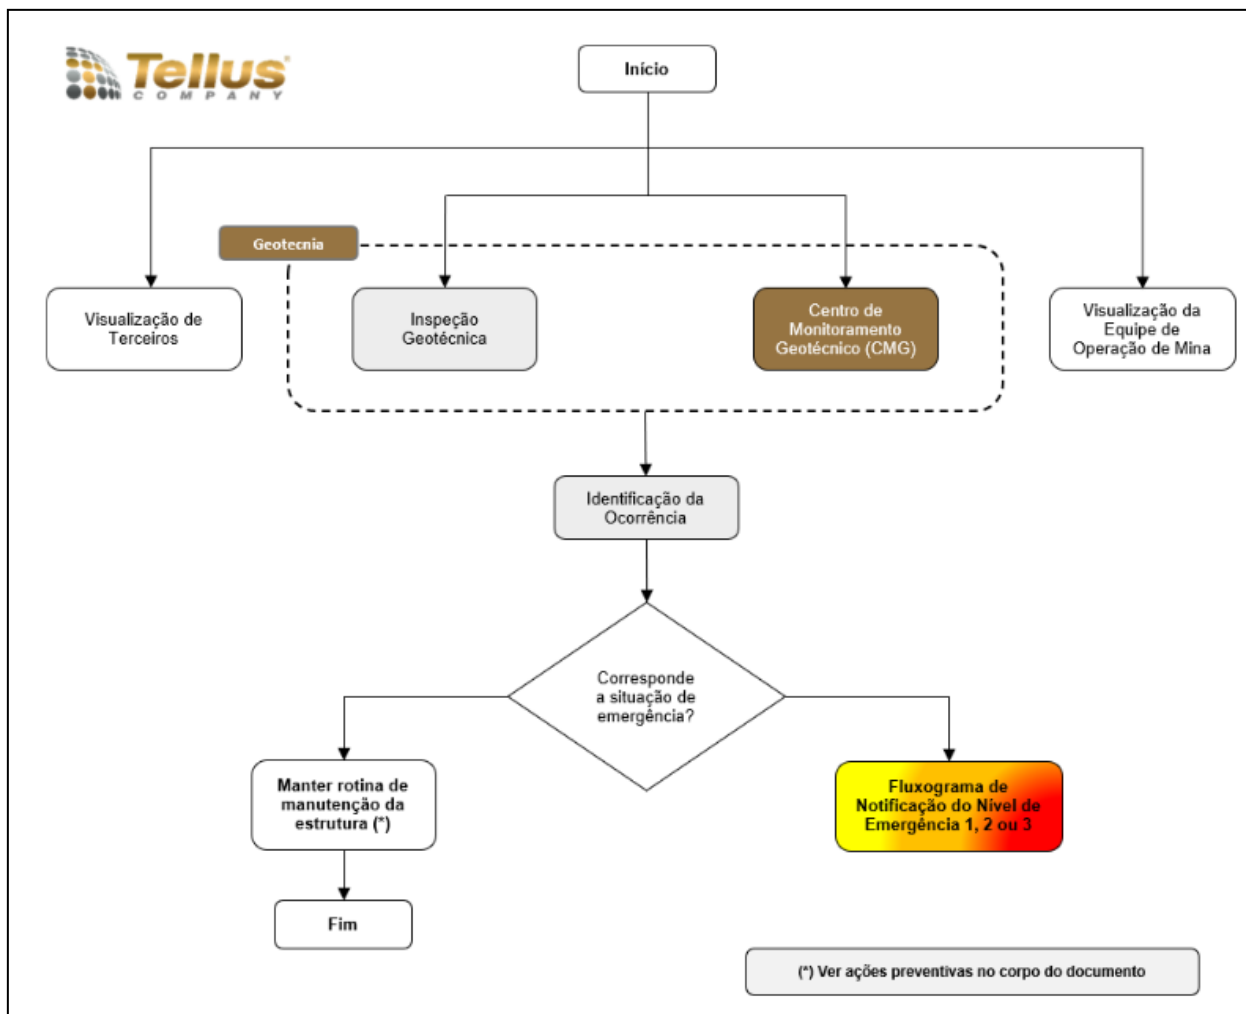 Tellus
COMPANY
Início
Geotecnia
Visualização de
Terceiros
Inspeção
Geotécnica
Centro de
Monitoramento
Geotécnico (CMG)
Visualização da
Equipe de
Operação de Mina
Identificação da
Ocorrência
Corresponde
a situação de
emergência?
Manter rotina de
manutenção da
estrutura (*)
Fluxograma de
Notificação do Nível de
Emergência 1, 2 ou 3
Fim
(*) Ver ações preventivas no corpo do documento